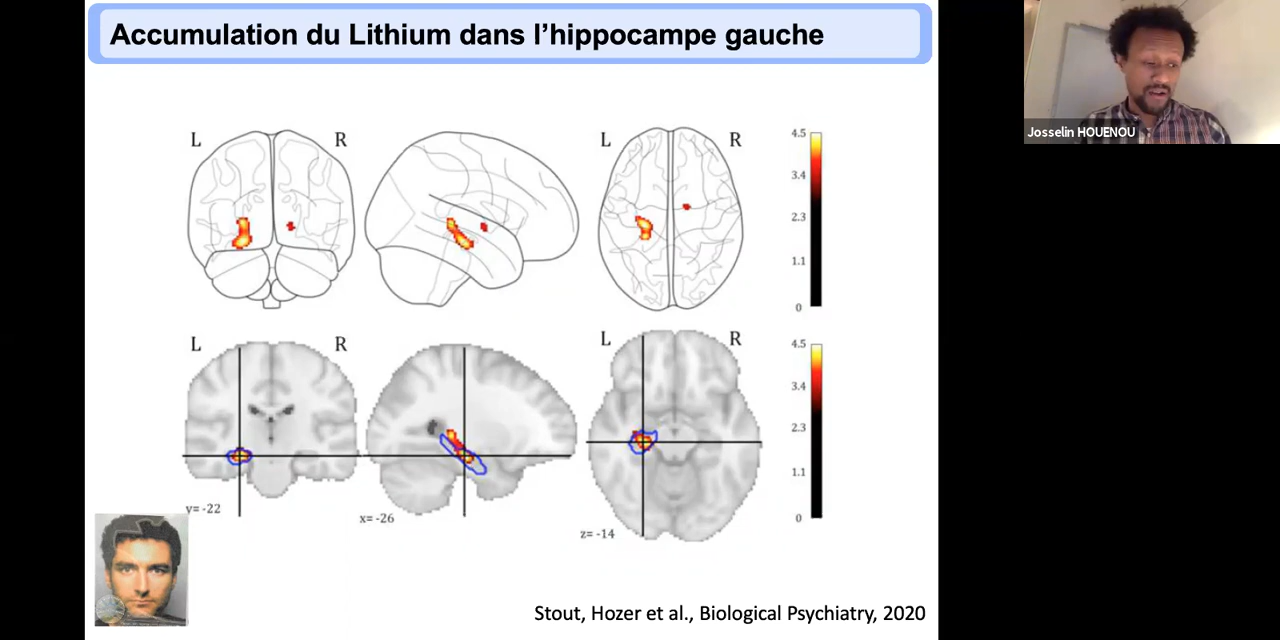 Accumulation du Lithium dans l’hippocampe gauche
Josselin HOUENOU
L R L R 4.5
3.4
2.3
1.1
0
L R L R 4.5
3.4
2.3
1.1
0
y= -22
x= -26
z= -14
Stout, Hozer et al., Biological Psychiatry, 2020